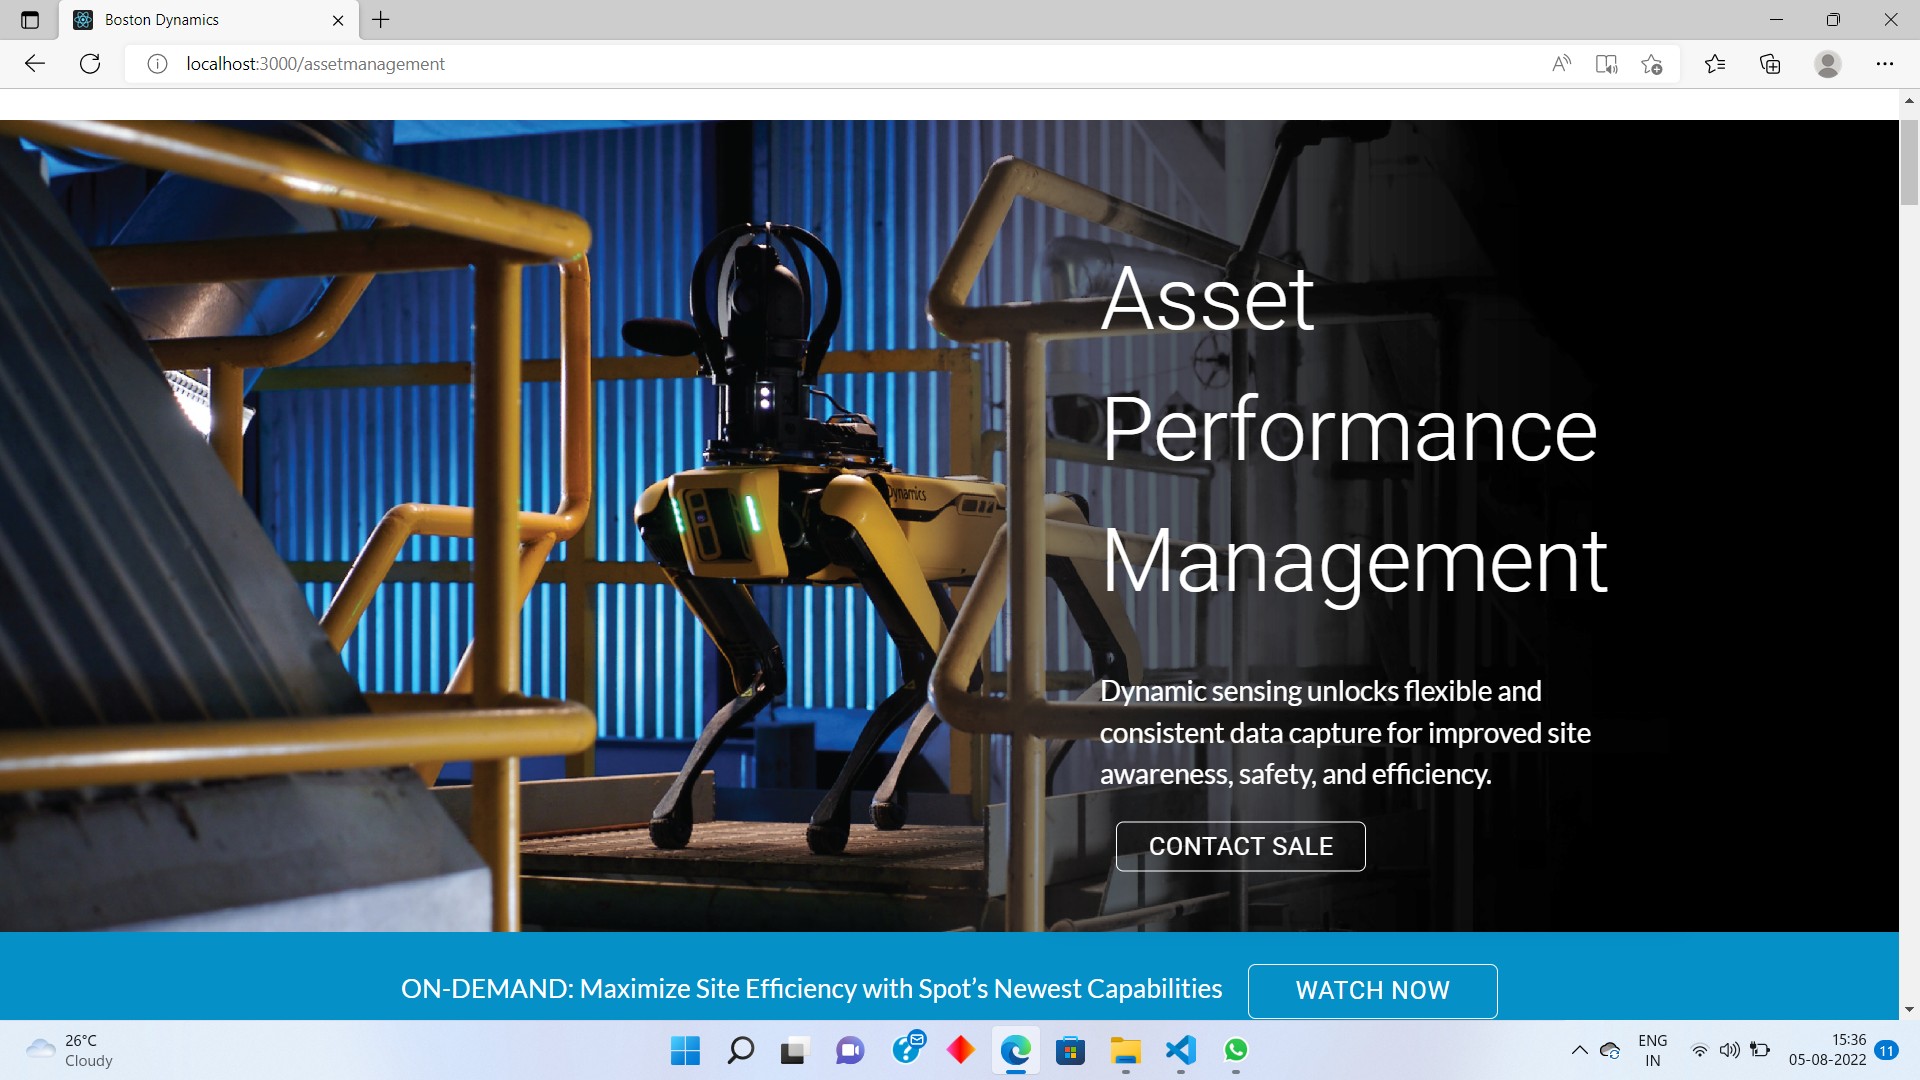 Boston Dynamics
localhost:3000/assetmanagement
Dynamics
Asset
Performance
Management
Dynamic sensing unlocks flexible and
consistent data capture for improved site
awareness, safety, and efficiency.
CONTACT SALE
ON-DEMAND: Maximize Site Efficiency with Spot’s Newest Capabilities
WATCH NOW
26°C
Cloudy
ENG
IN
15:36
05-08-2022
11